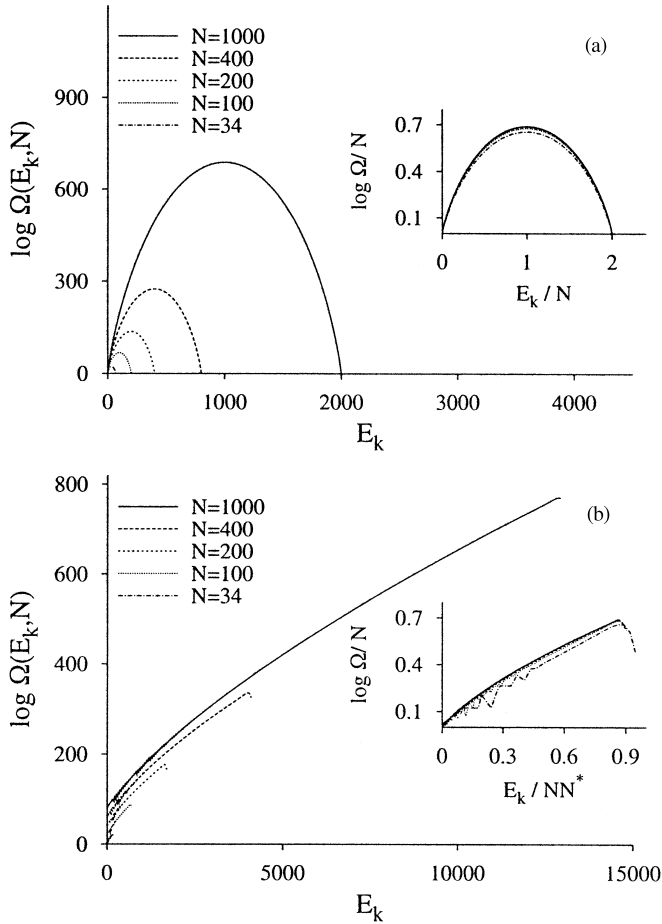 (a)
N=1000
N=400
N=200
N=100
N=34
log Ω(E_k,N)
900
600
300
0
0 1000 2000 3000 4000
E_k
log Ω/ N
0.7
0.4
0.1
0 1 2
E_k / N
(b)
N=1000
N=400
N=200
N=100
N=34
log Ω(E_k,N)
800
600
400
200
0
0 5000 10000 15000
E_k
log Ω/ N
0.7
0.4
0.1
0 0.3 0.6 0.9
E_k / NN*